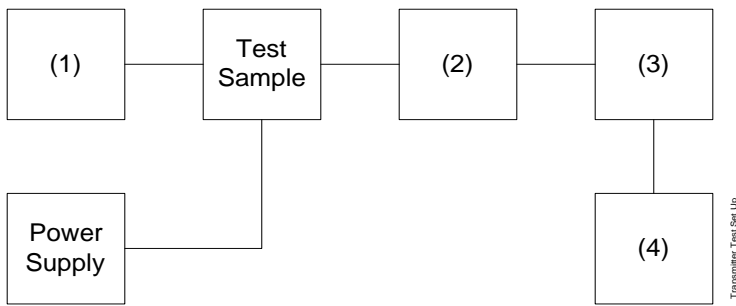 (1)
Test
Sample
(2)
(3)
Power
Supply
(4)
Transmitter Test Set Up